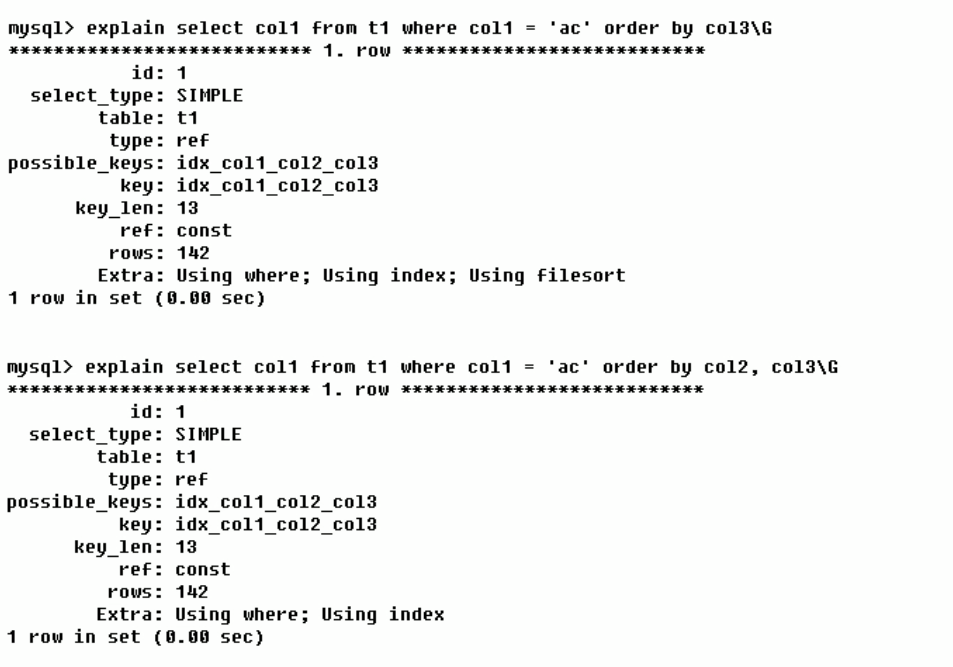 mysql> explain select col1 from t1 where col1 = 'ac' order by col3\G
*************************** 1. row ***************************
           id: 1
  select_type: SIMPLE
        table: t1
         type: ref
possible_keys: idx_col1_col2_col3
          key: idx_col1_col2_col3
      key_len: 13
          ref: const
         rows: 142
        Extra: Using where; Using index; Using filesort
1 row in set (0.00 sec)
mysql> explain select col1 from t1 where col1 = 'ac' order by col2, col3\G
*************************** 1. row ***************************
           id: 1
  select_type: SIMPLE
        table: t1
         type: ref
possible_keys: idx_col1_col2_col3
          key: idx_col1_col2_col3
      key_len: 13
          ref: const
         rows: 142
        Extra: Using where; Using index
1 row in set (0.00 sec)